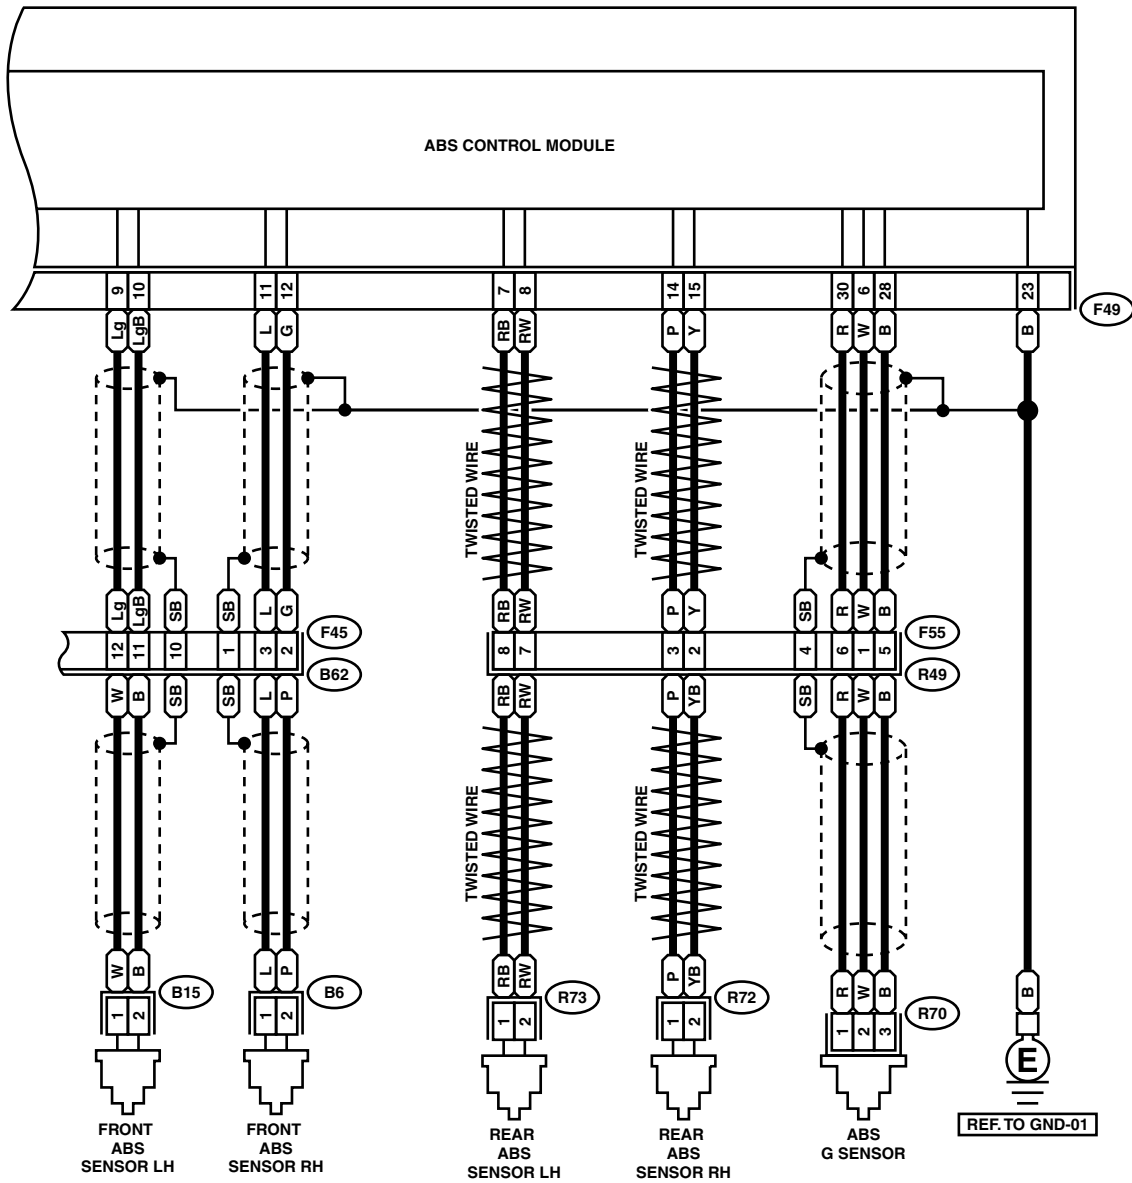 ABS CONTROL MODULE
9 10 11 12 7 8 14 15 30 6 28 23
F49
Lg LgB L G RB RW P Y R W B B
TWISTED WIRE TWISTED WIRE
Lg LgB SB SB L G RB RW P Y SB R W B
F45 F55
12 11 10 1 3 2 8 7 3 2 4 6 1 5
B62 R49
W B SB SB L P RB RW P YB SB R W B
TWISTED WIRE TWISTED WIRE
W B L P RB RW P YB R W B B
B15 B6 R73 R72 R70
1 2 1 2 1 2 1 2 1 2 3
E
REF. TO GND-01
FRONT
ABS
SENSOR LH
FRONT
ABS
SENSOR RH
REAR
ABS
SENSOR LH
REAR
ABS
SENSOR RH
ABS
G SENSOR